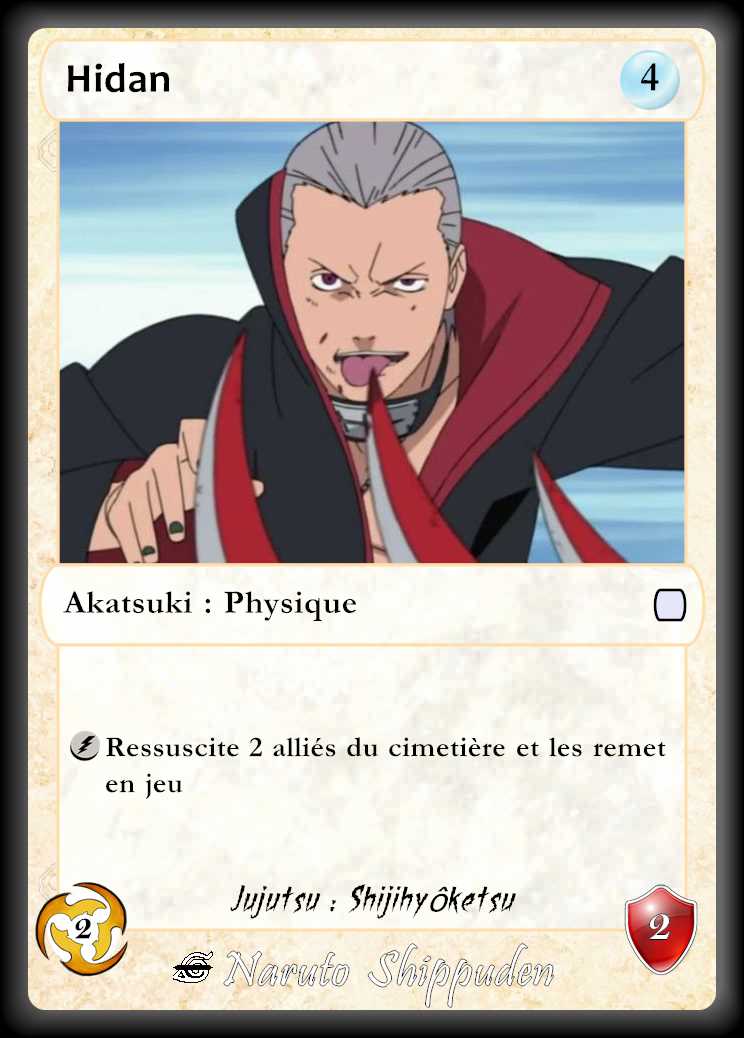 Hidan
4
Akatsuki : Physique
Ressuscite 2 alliés du cimetière et les remet
en jeu
Jujutsu : Shijihyôketsu
2
2
Naruto Shippuden